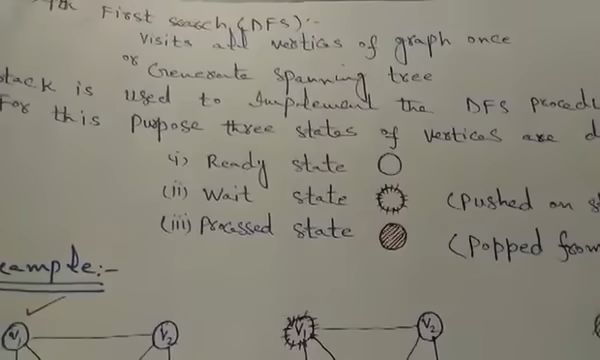 First search (DFS):-
Visits all vertices of graph once
or Generate spanning tree
stack is used to Implement the DFS
For this purpose three states of vertices are
(i) Ready state
(ii) Wait state (pushed on
(iii) Processed state (popped from
Example:-
V1 V2 V1 V2